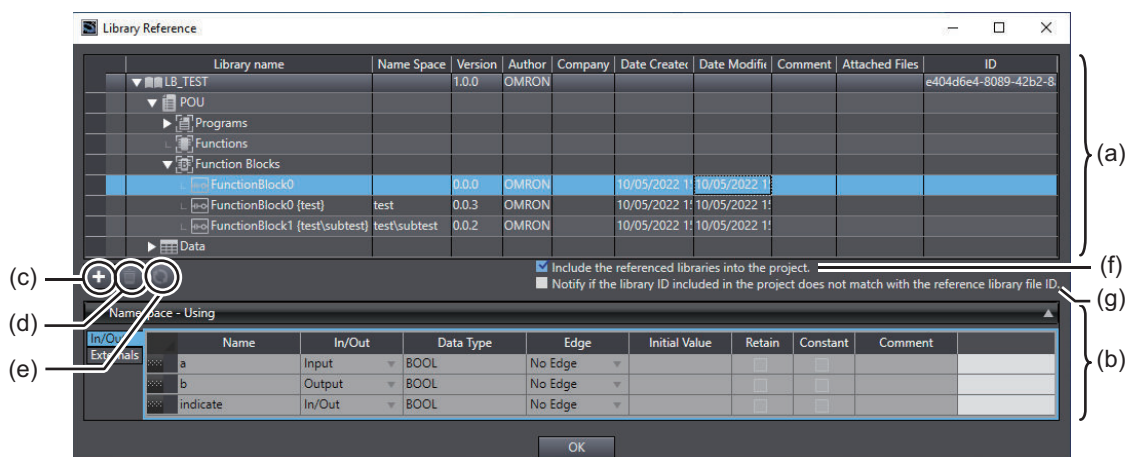 Library Reference
Library name Name Space Version Author Company Date Created Date Modifie Comment Attached Files ID
LB_TEST 1.0.0 OMRON e404d6e4-8089-42b2-8
POU
Programs
Functions
Function Blocks
FunctionBlock0 0.0.0 OMRON 10/05/2022 1 10/05/2022 1
FunctionBlock0 {test} test 0.0.3 OMRON 10/05/2022 1 10/05/2022 1
FunctionBlock1 {test\subtest} test\subtest 0.0.2 OMRON 10/05/2022 1 10/05/2022 1
Data
(a)
(c)
(d)
(e)
Include the referenced libraries into the project.
(f)
Notify if the library ID included in the project does not match with the reference library file ID.
(g)
Namespace - Using
In/Out
Externals
Name In/Out Data Type Edge Initial Value Retain Constant Comment
a Input BOOL No Edge
b Output BOOL No Edge
indicate In/Out BOOL No Edge
(b)
OK